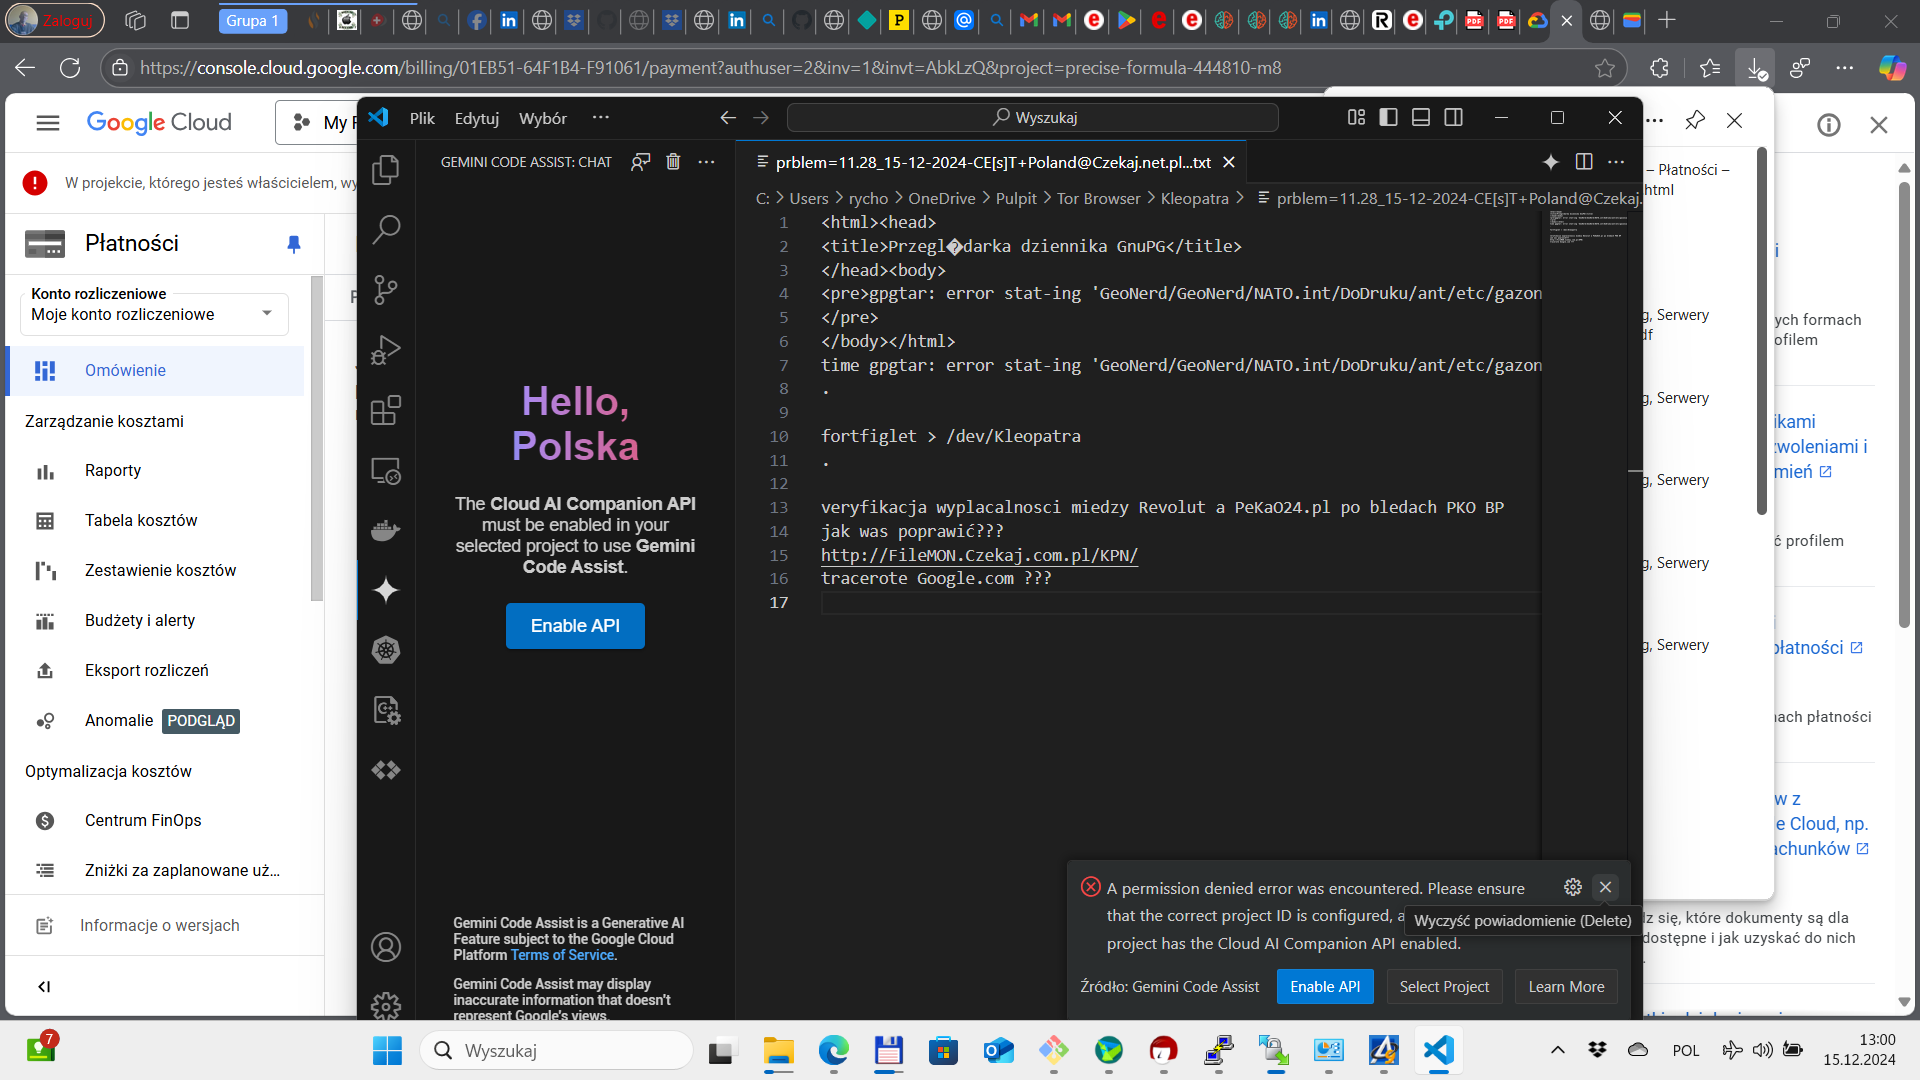 Zaloguj
Grupa 1
https://console.cloud.google.com/billing/01EB51-64F1B4-F91061/payment?authuser=2&inv=1&invt=AbkLzQ&project=precise-formula-444810-m8
Google Cloud
My
W projekcie, którego jesteś właścicielem, wy
Płatności
Konto rozliczeniowe
Moje konto rozliczeniowe
Omówienie
Zarządzanie kosztami
Raporty
Tabela kosztów
Zestawienie kosztów
Budżety i alerty
Eksport rozliczeń
Anomalie PODGLĄD
Optymalizacja kosztów
Centrum FinOps
Zniżki za zaplanowane uż...
Informacje o wersjach
Plik Edytuj Wybór ···
Wyszukaj
GEMINI CODE ASSIST: CHAT
Hello,
Polska
The Cloud AI Companion API
must be enabled in your
selected project to use Gemini
Code Assist.
Enable API
Gemini Code Assist is a Generative AI
Feature subject to the Google Cloud
Platform Terms of Service.
Gemini Code Assist may display
inaccurate information that doesn't
represent Google's views.
prblem=11.28_15-12-2024-CE[s]T+Poland@Czekaj.net.pl...txt
C: > Users > rycho > OneDrive > Pulpit > Tor Browser > Kleopatra > prblem=11.28_15-12-2024-CE[s]T+Poland@Czekaj.
1 <html><head>
2 <title>Przegl�darka dziennika GnuPG</title>
3 </head><body>
4 <pre>gpgtar: error stat-ing 'GeoNerd/GeoNerd/NATO.int/DoDruku/ant/etc/gazon
5 </pre>
6 </body></html>
7 time gpgtar: error stat-ing 'GeoNerd/GeoNerd/NATO.int/DoDruku/ant/etc/gazon
8 .
9
10 fortfiglet > /dev/Kleopatra
11 .
12
13 veryfikacja wyplacalnosci miedzy Revolut a PeKaO24.pl po bledach PKO BP
14 jak was poprawić???
15 http://FileMON.Czekaj.com.pl/KPN/
16 tracerote Google.com ???
17
A permission denied error was encountered. Please ensure
that the correct project ID is configured, a
project has the Cloud AI Companion API enabled.
Wyczyść powiadomienie (Delete)
Źródło: Gemini Code Assist
Enable API
Select Project
Learn More
– Płatności –
html
g, Serwery
df
g, Serwery
g, Serwery
g, Serwery
g, Serwery
ych formach
ofilem
ikami
zwoleniami i
mień
ć profilem
płatności
nach płatności
w z
e Cloud, np.
achunków
dz się, które dokumenty są dla
dostępne i jak uzyskać do nich
7
Wyszukaj
POL
13:00
15.12.2024